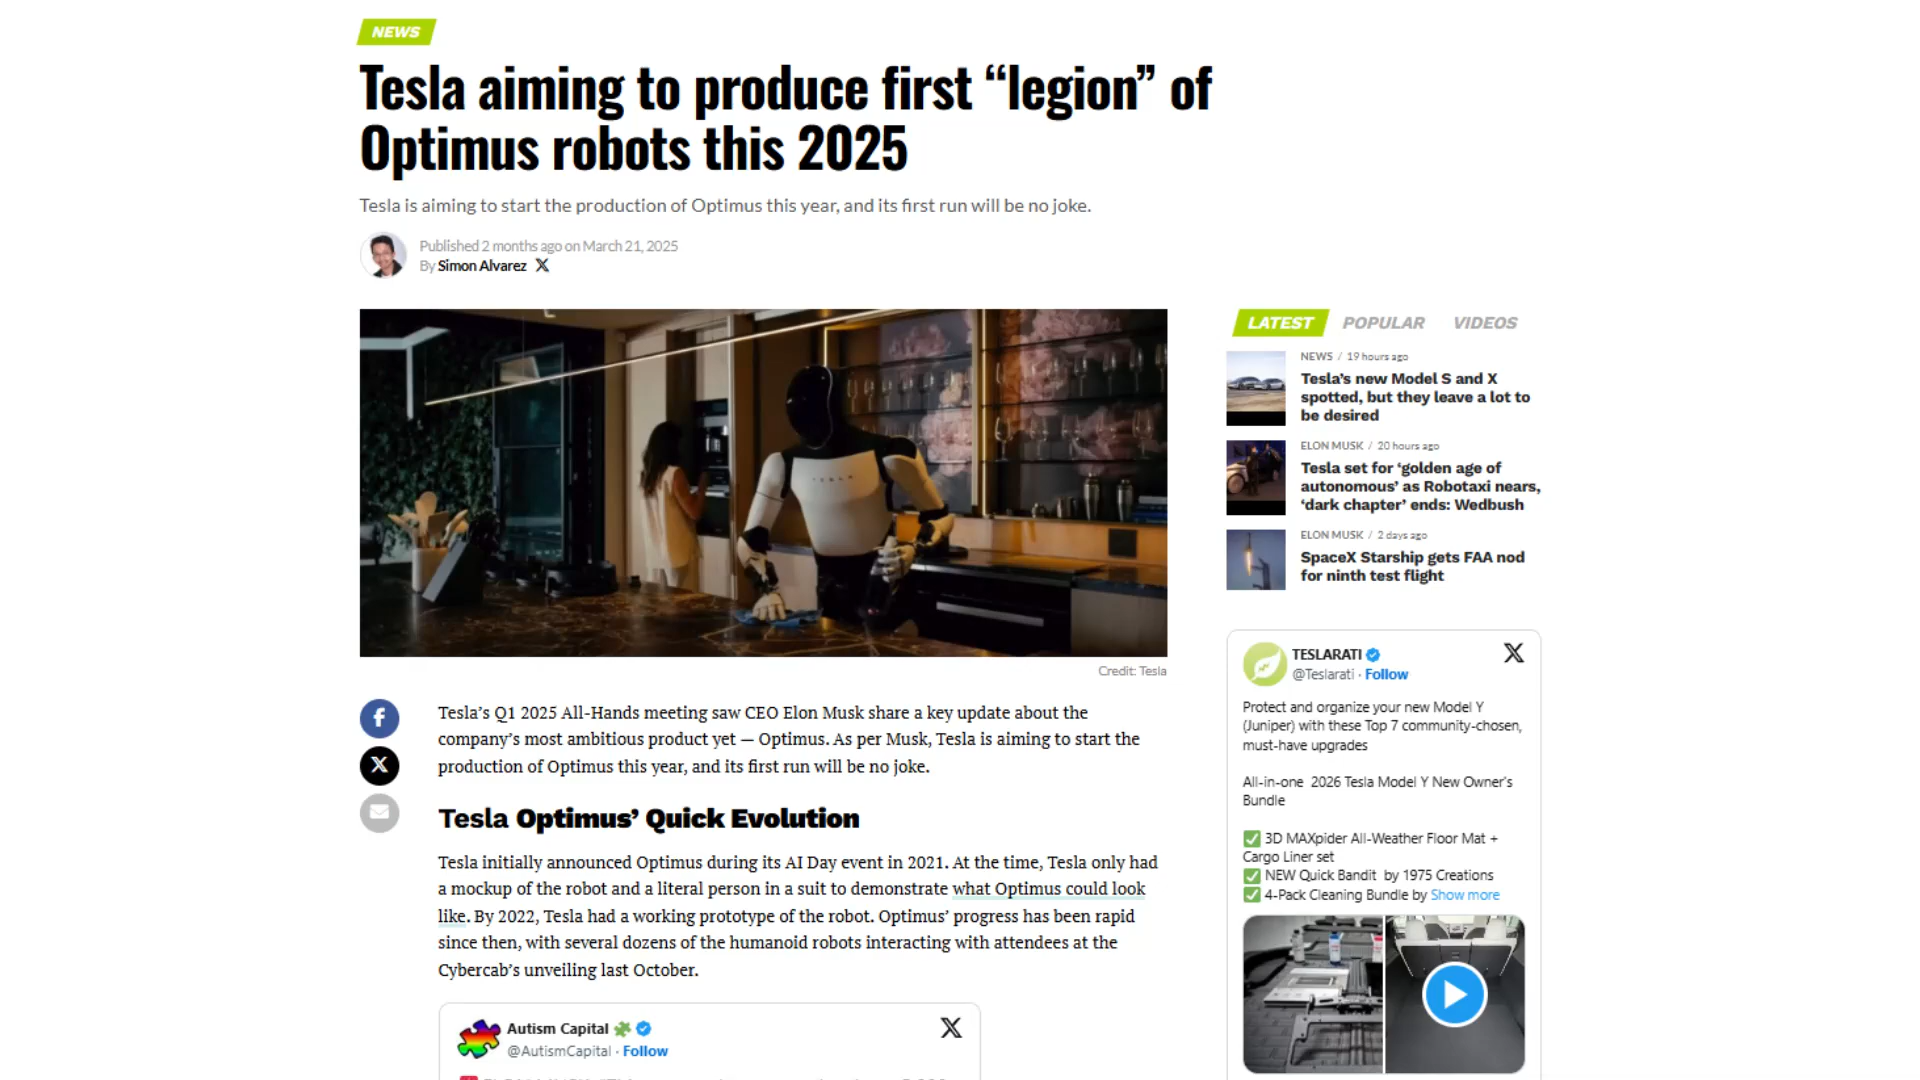 NEWS
Tesla aiming to produce first “legion” of
Optimus robots this 2025
Tesla is aiming to start the production of Optimus this year, and its first run will be no joke.
Published 2 months ago on March 21, 2025
By Simon Alvarez
TESLA
Credit: Tesla
Tesla’s Q1 2025 All-Hands meeting saw CEO Elon Musk share a key update about the
company’s most ambitious product yet — Optimus. As per Musk, Tesla is aiming to start the
production of Optimus this year, and its first run will be no joke.
Tesla Optimus’ Quick Evolution
Tesla initially announced Optimus during its AI Day event in 2021. At the time, Tesla only had
a mockup of the robot and a literal person in a suit to demonstrate what Optimus could look
like. By 2022, Tesla had a working prototype of the robot. Optimus’ progress has been rapid
since then, with several dozens of the humanoid robots interacting with attendees at the
Cybercab’s unveiling last October.
Autism Capital
@AutismCapital · Follow
LATEST POPULAR VIDEOS
NEWS / 19 hours ago
Tesla’s new Model S and X
spotted, but they leave a lot to
be desired
ELON MUSK / 20 hours ago
Tesla set for ‘golden age of
autonomous’ as Robotaxi nears,
‘dark chapter’ ends: Wedbush
ELON MUSK / 2 days ago
SpaceX Starship gets FAA nod
for ninth test flight
TESLARATI
@Teslarati · Follow
Protect and organize your new Model Y
(Juniper) with these Top 7 community-chosen,
must-have upgrades
All-in-one 2026 Tesla Model Y New Owner's
Bundle
✅ 3D MAXpider All-Weather Floor Mat +
Cargo Liner set
✅ NEW Quick Bandit by 1975 Creations
✅ 4-Pack Cleaning Bundle by Show more